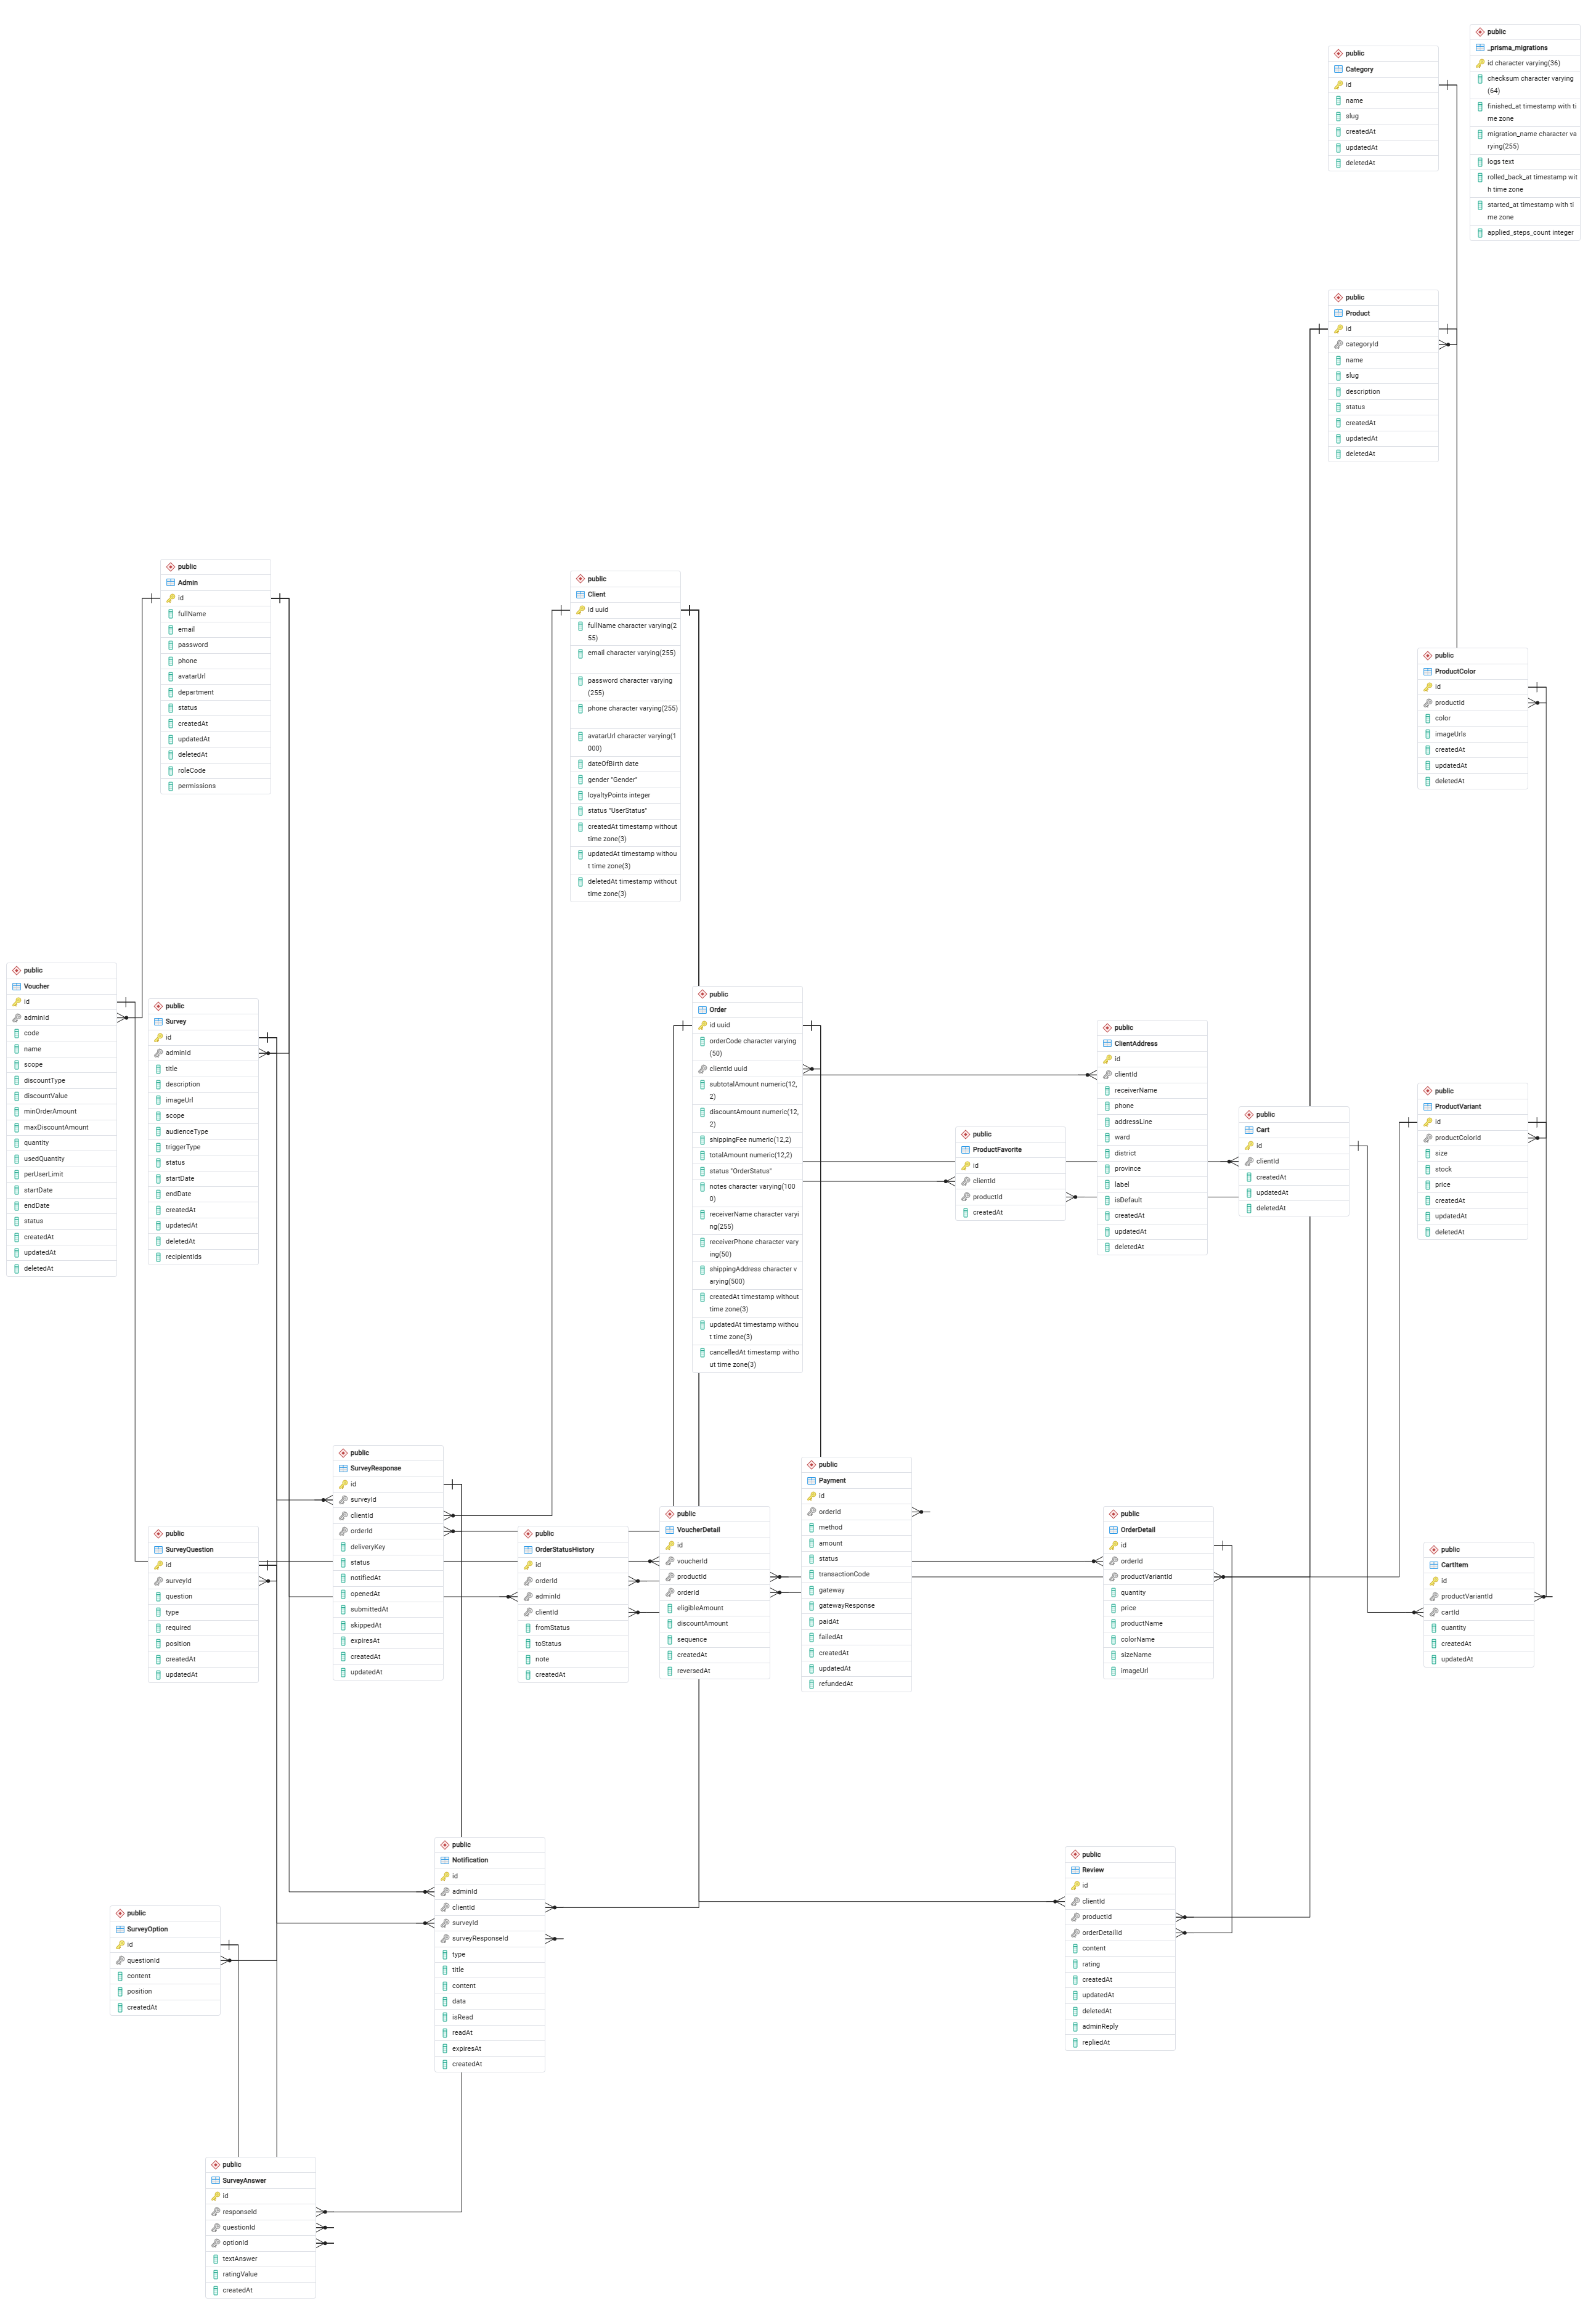 public
_prisma_migrations
id character varying(36)
checksum character varying
(64)
finished_at timestamp with ti
me zone
migration_name character va
rying(255)
logs text
rolled_back_at timestamp wit
h time zone
started_at timestamp with ti
me zone
applied_steps_count integer
public
Category
id
name
slug
createdAt
updatedAt
deletedAt
public
Product
id
categoryId
name
slug
description
status
createdAt
updatedAt
deletedAt
public
Admin
id
fullName
email
password
phone
avatarUrl
department
status
createdAt
updatedAt
deletedAt
roleCode
permissions
public
Client
id uuid
fullName character varying(2
55)
email character varying(255)
password character varying
(255)
phone character varying(255)
avatarUrl character varying(1
000)
dateOfBirth date
gender "Gender"
loyaltyPoints integer
status "UserStatus"
createdAt timestamp without
time zone(3)
updatedAt timestamp withou
t time zone(3)
deletedAt timestamp without
time zone(3)
public
ProductColor
id
productId
color
imageUrls
createdAt
updatedAt
deletedAt
public
Voucher
id
adminId
code
name
scope
discountType
discountValue
minOrderAmount
maxDiscountAmount
quantity
usedQuantity
perUserLimit
startDate
endDate
status
createdAt
updatedAt
deletedAt
public
Survey
id
adminId
title
description
imageUrl
scope
audienceType
triggerType
status
startDate
endDate
createdAt
updatedAt
deletedAt
recipientIds
public
Order
id uuid
orderCode character varying
(50)
clientId uuid
subtotalAmount numeric(12,
2)
discountAmount numeric(12,
2)
shippingFee numeric(12,2)
totalAmount numeric(12,2)
status "OrderStatus"
notes character varying(100
0)
receiverName character varyi
ng(255)
receiverPhone character vary
ing(50)
shippingAddress character v
arying(500)
createdAt timestamp without
time zone(3)
updatedAt timestamp withou
t time zone(3)
cancelledAt timestamp witho
ut time zone(3)
public
ProductFavorite
id
clientId
productId
createdAt
public
ClientAddress
id
clientId
receiverName
phone
addressLine
ward
district
province
label
isDefault
createdAt
updatedAt
deletedAt
public
Cart
id
clientId
createdAt
updatedAt
deletedAt
public
ProductVariant
id
productColorId
size
stock
price
createdAt
updatedAt
deletedAt
public
SurveyQuestion
id
surveyId
question
type
required
position
createdAt
updatedAt
public
SurveyResponse
id
surveyId
clientId
orderId
deliveryKey
status
notifiedAt
openedAt
submittedAt
skippedAt
expiresAt
createdAt
updatedAt
public
OrderStatusHistory
id
orderId
adminId
clientId
fromStatus
toStatus
note
createdAt
public
VoucherDetail
id
voucherId
productId
orderId
eligibleAmount
discountAmount
sequence
createdAt
reversedAt
public
Payment
id
orderId
method
amount
status
transactionCode
gateway
gatewayResponse
paidAt
failedAt
createdAt
updatedAt
refundedAt
public
OrderDetail
id
orderId
productVariantId
quantity
price
productName
colorName
sizeName
imageUrl
public
CartItem
id
productVariantId
cartId
quantity
createdAt
updatedAt
public
SurveyOption
id
questionId
content
position
createdAt
public
Notification
id
adminId
clientId
surveyId
surveyResponseId
type
title
content
data
isRead
readAt
expiresAt
createdAt
public
Review
id
clientId
productId
orderDetailId
content
rating
createdAt
updatedAt
deletedAt
adminReply
repliedAt
public
SurveyAnswer
id
responseId
questionId
optionId
textAnswer
ratingValue
createdAt